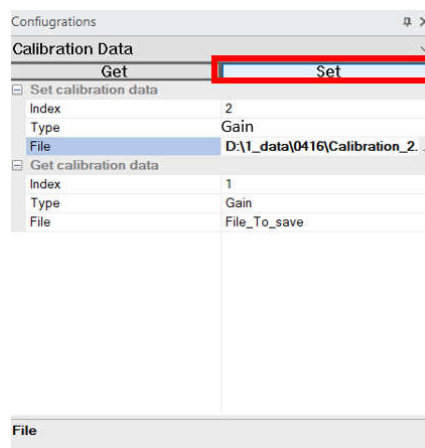 Confiugrations
Calibration Data
Get Set
Set calibration data
Index 2
Type Gain
File D:\1_data\0416\Calibration_2. ..
Get calibration data
Index 1
Type Gain
File File_To_save
File